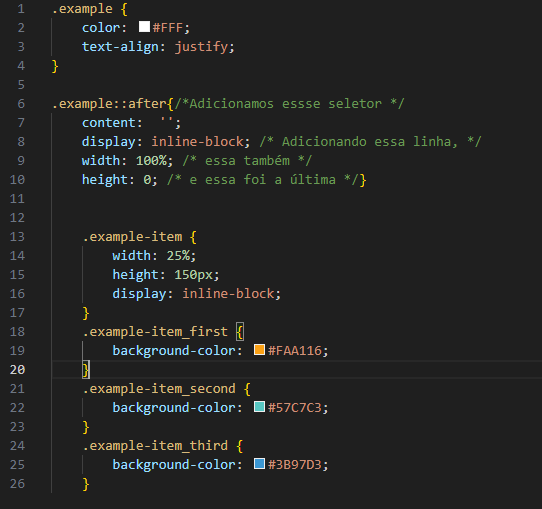 1 .example {
2 color: #FFF;
3 text-align: justify;
4 }
5
6 .example::after{/*Adicionamos essse seletor */
7 content:  '';
8 display: inline-block; /* Adicionando essa linha, */
9 width: 100%; /* essa também */
10 height: 0; /* e essa foi a última */}
11
12
13 .example-item {
14 width: 25%;
15 height: 150px;
16 display: inline-block;
17 }
18 .example-item_first {
19 background-color: #FAA116;
20 }
21 .example-item_second {
22 background-color: #57C7C3;
23 }
24 .example-item_third {
25 background-color: #3B97D3;
26 }